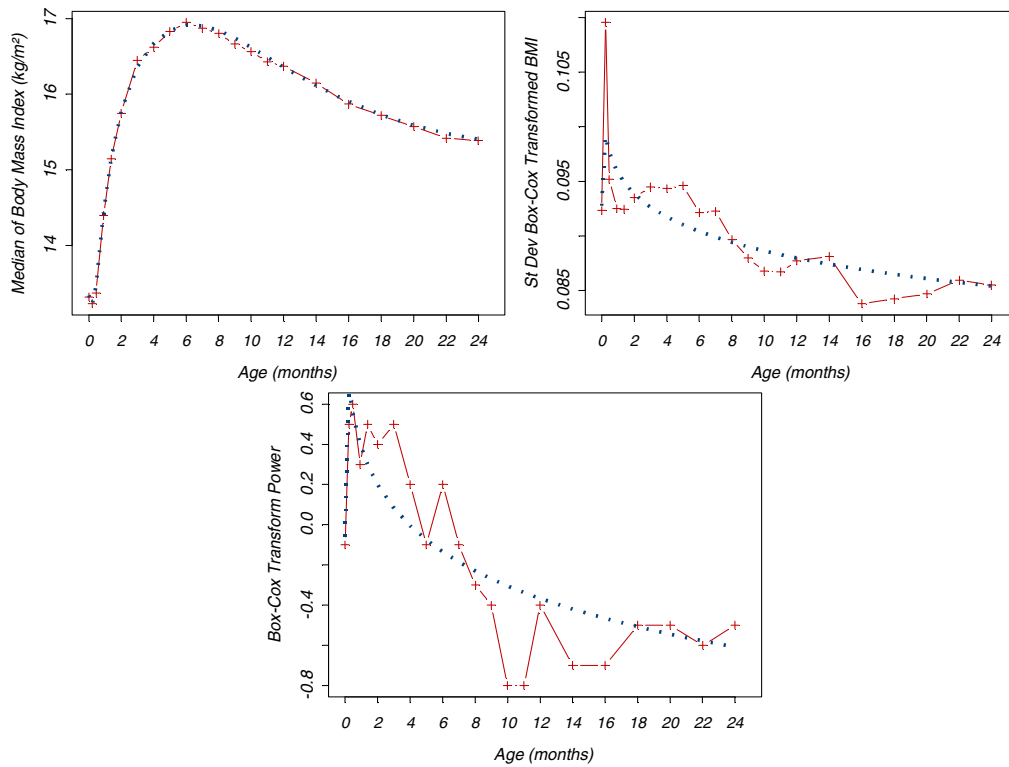 Median of Body Mass Index (kg/m²)
17
16
15
14
0 2 4 6 8 10 12 14 16 18 20 22 24
Age (months)
St Dev Box-Cox Transformed BMI
0.105
0.095
0.085
0 2 4 6 8 10 12 14 16 18 20 22 24
Age (months)
Box-Cox Transform Power
0.6
0.4
0.2
0.0
-0.4
-0.8
0 2 4 6 8 10 12 14 16 18 20 22 24
Age (months)